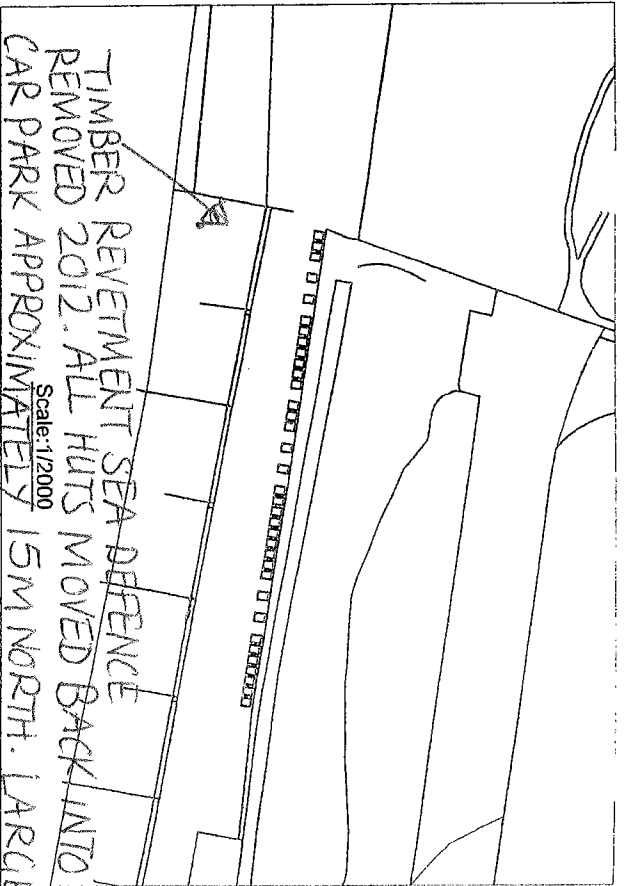 TIMBER REVETMENT SEA DEFENCE
REMOVED 2012. ALL HUTS MOVED BACK INTO
Scale:1/2000
CAR PARK APPROXIMATELY 15M NORTH.